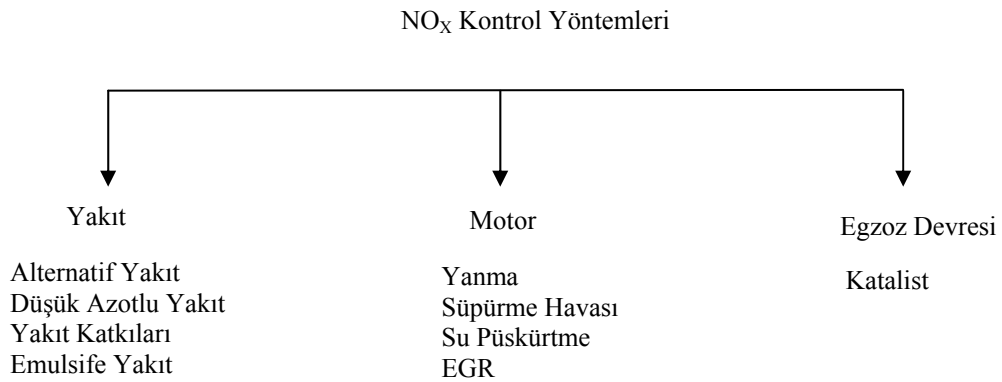 NOX Kontrol Yöntemleri
Yakıt
Alternatif Yakıt
Düşük Azotlu Yakıt
Yakıt Katkıları
Emulsife Yakıt
Motor
Yanma
Süpürme Havası
Su Püskürtme
EGR
Egzoz Devresi
Katalist